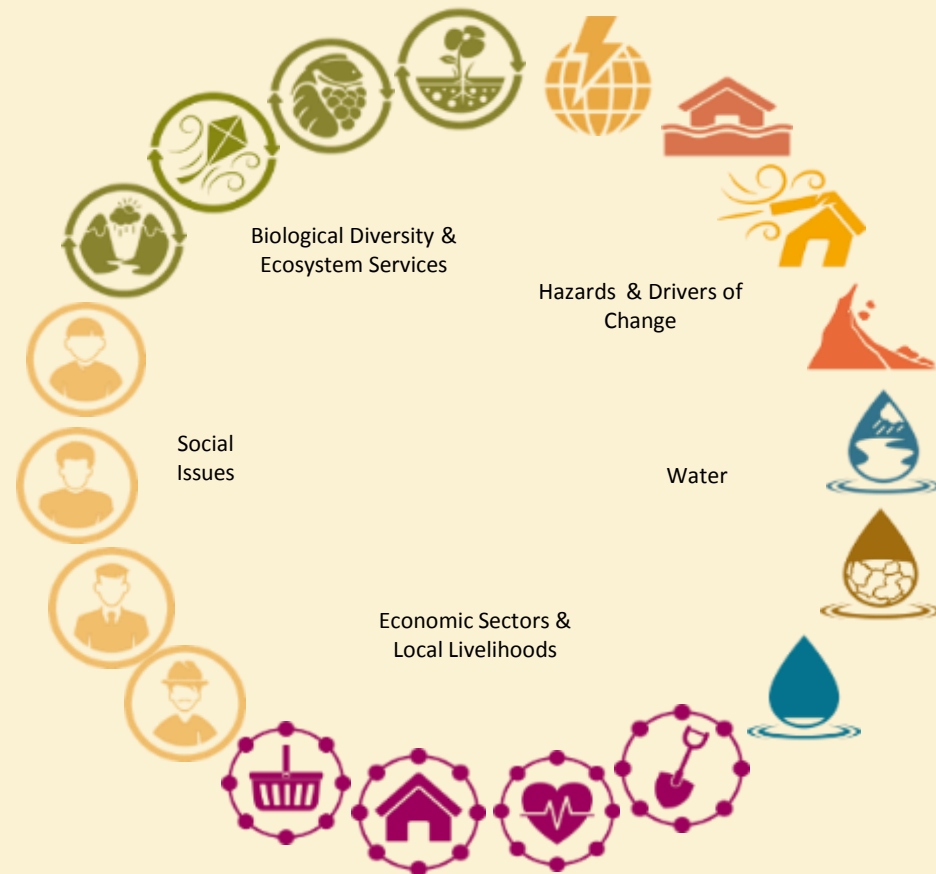 Biological Diversity &
Ecosystem Services
Hazards & Drivers of
Change
Social
Issues
Water
Economic Sectors &
Local Livelihoods